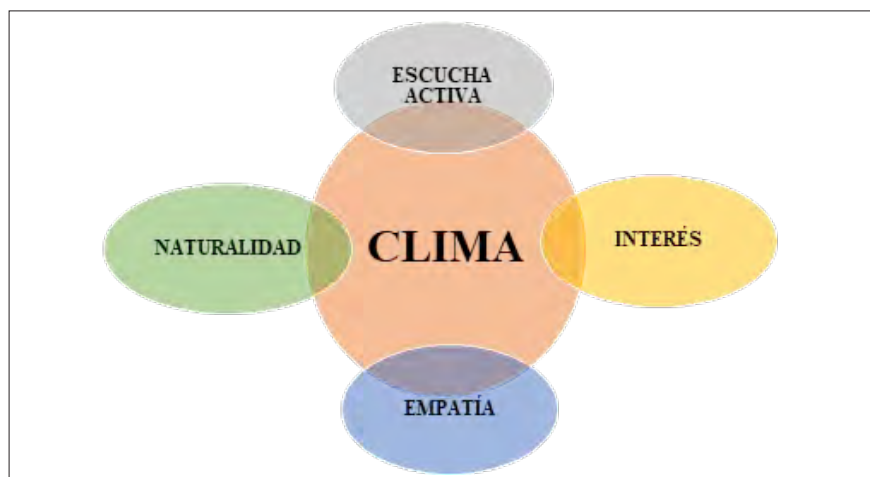 ESCUCHA
ACTIVA
NATURALIDAD
CLIMA
INTERÉS
EMPATÍA